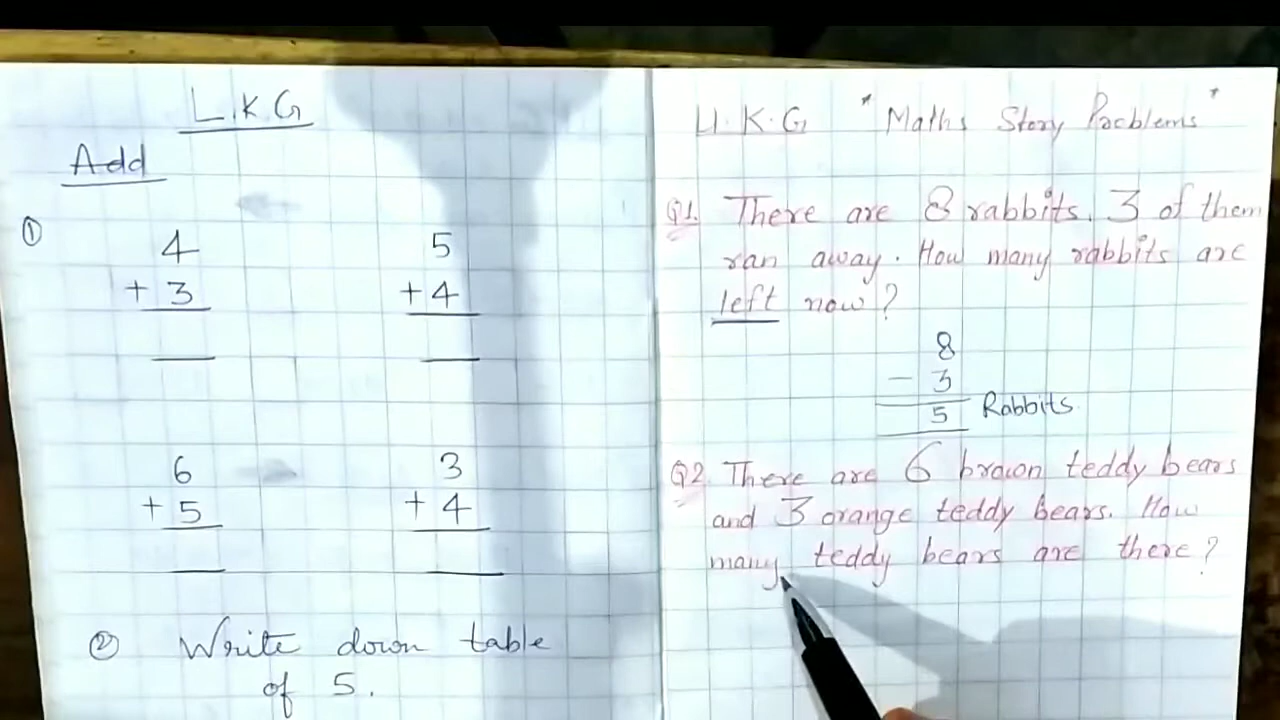 L.K.G
Add
① 4 5
+ 3 + 4
6 3
+ 5 + 4
② Write down table
of 5.
U.K.G "Maths Story Problems"
Q1. There are 8 rabbits. 3 of them
ran away. How many rabbits are
left now?
8
- 3
5 Rabbits
Q2. There are 6 brown teddy bears
and 3 orange teddy bears. How
many teddy bears are there?